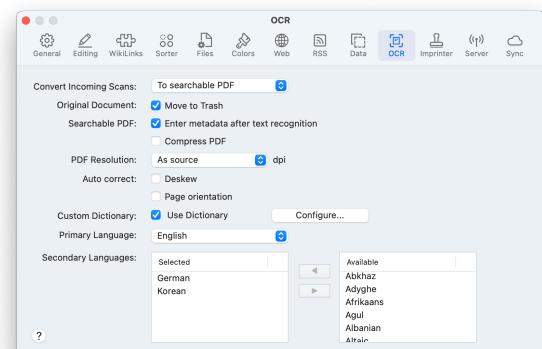 OCR
General Editing WikiLinks Sorter Files Colors Web RSS Data OCR Imprinter Server Sync
Convert Incoming Scans: To searchable PDF
Original Document: Move to Trash
Searchable PDF: Enter metadata after text recognition
Compress PDF
PDF Resolution: As source dpi
Auto correct: Deskew
Page orientation
Custom Dictionary: Use Dictionary Configure...
Primary Language: English
Secondary Languages: Selected Available
German Abkhaz
Korean Adyghe
Afrikaans
Agul
Albanian
Altaic
?